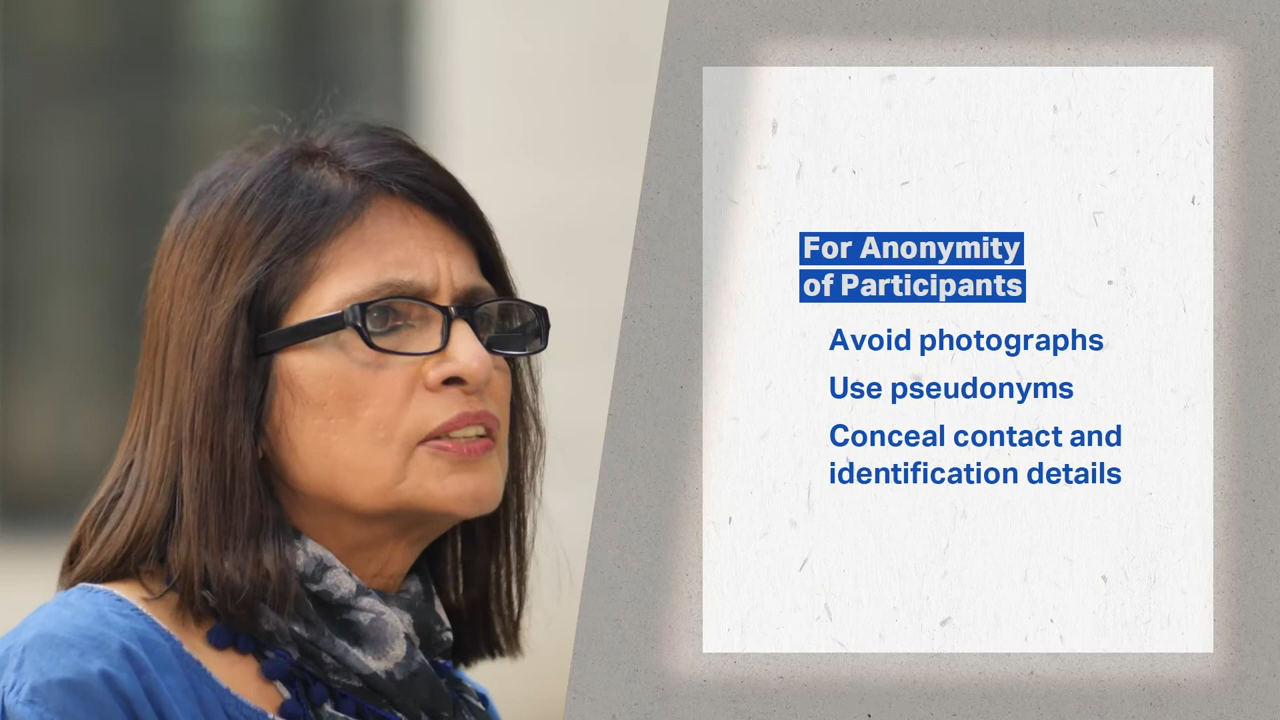 For Anonymity
of Participants
Avoid photographs
Use pseudonyms
Conceal contact and
identification details